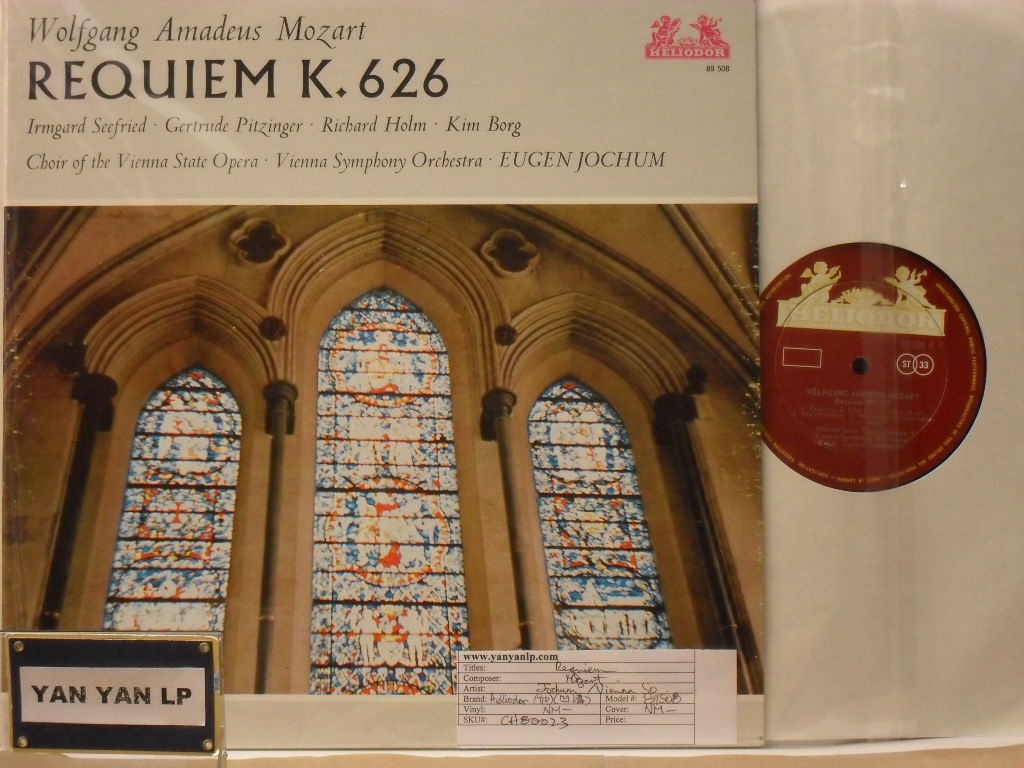 Wolfgang Amadeus Mozart
HELIODOR
89 508
REQUIEM K. 626
Irmgard Seefried · Gertrude Pitzinger · Richard Holm · Kim Borg
Choir of the Vienna State Opera · Vienna Symphony Orchestra · EUGEN JOCHUM
HELIODOR
89 508 A
ST 33
WOLFGANG AMADEUS MOZART
YAN YAN LP
www.yanyanlp.com
Titles: Requiem
Composer: Mozart
Artist: Jochum / Vienna So
Brand: Heliodor Model #: 89508
Vinyl: NM- Cover: NM-
SKU#: CH80023 Price: